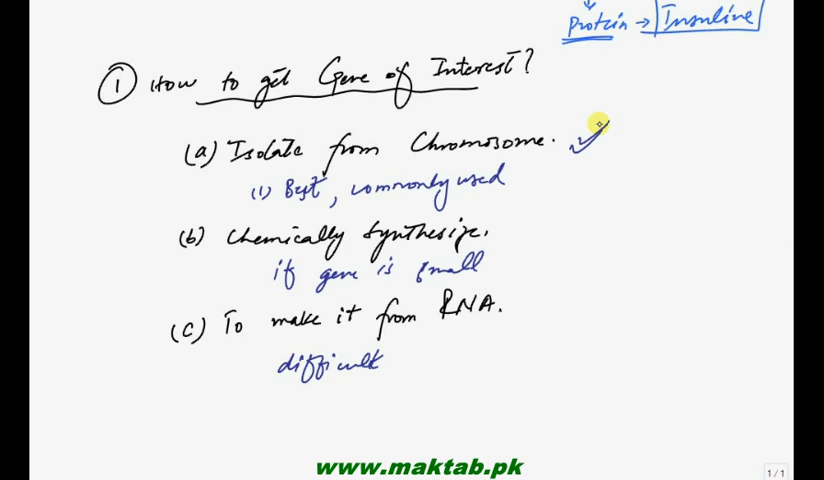 Protein → Insuline
① How to get Gene of Interest?
(a) Isolate from Chromosome. ✓
(1) Best, commonly used
(b) Chemically Synthesize.
if gene is small
(c) To make it from RNA.
difficult
www.maktab.pk
1/1